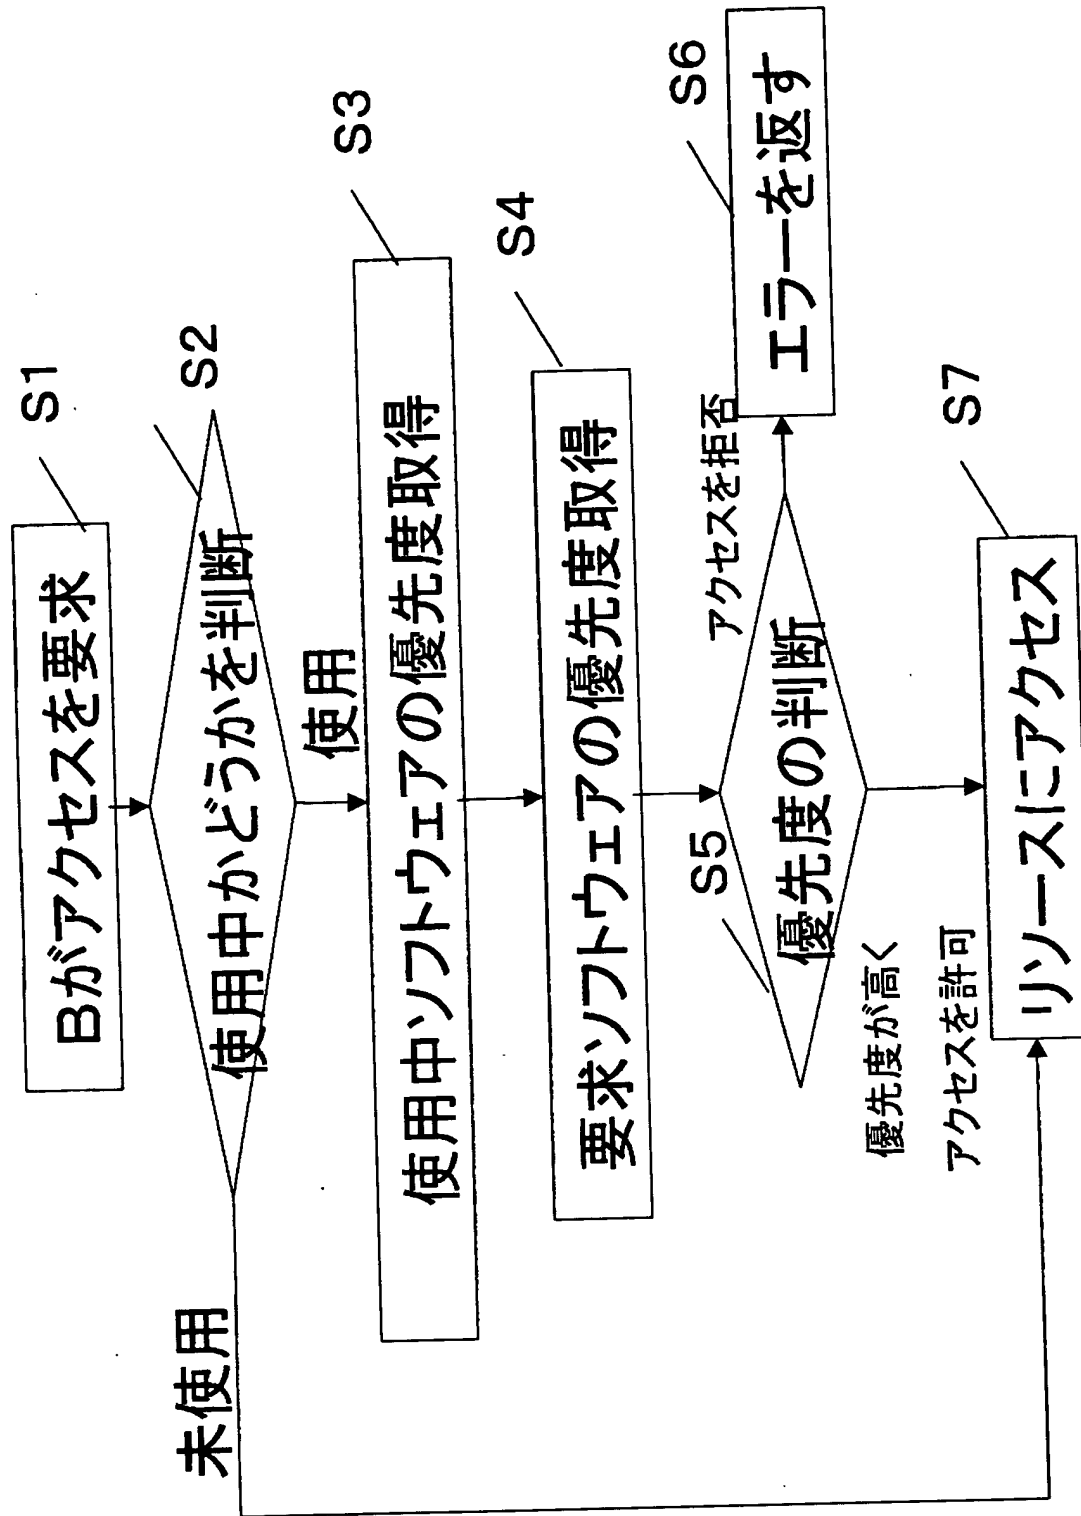 Bがアクセスを要求
S1
使用中かどうかを判断
S2
未使用
使用
使用中ソフトウェアの優先度取得
S3
要求ソフトウェアの優先度取得
S4
優先度の判断
S5
アクセスを拒否
エラーを返す
S6
優先度が高く
アクセスを許可
リソースにアクセス
S7